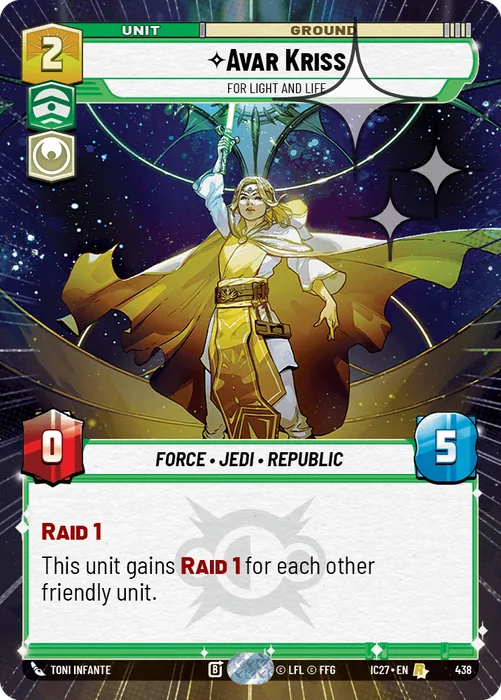 2
UNIT
GROUND
AVAR KRISS
FOR LIGHT AND LIFE
0
FORCE • JEDI • REPUBLIC
5
RAID 1
This unit gains RAID 1 for each other
friendly unit.
TONI INFANTE
B
© LFL © FFG
IC27 • EN
R
438